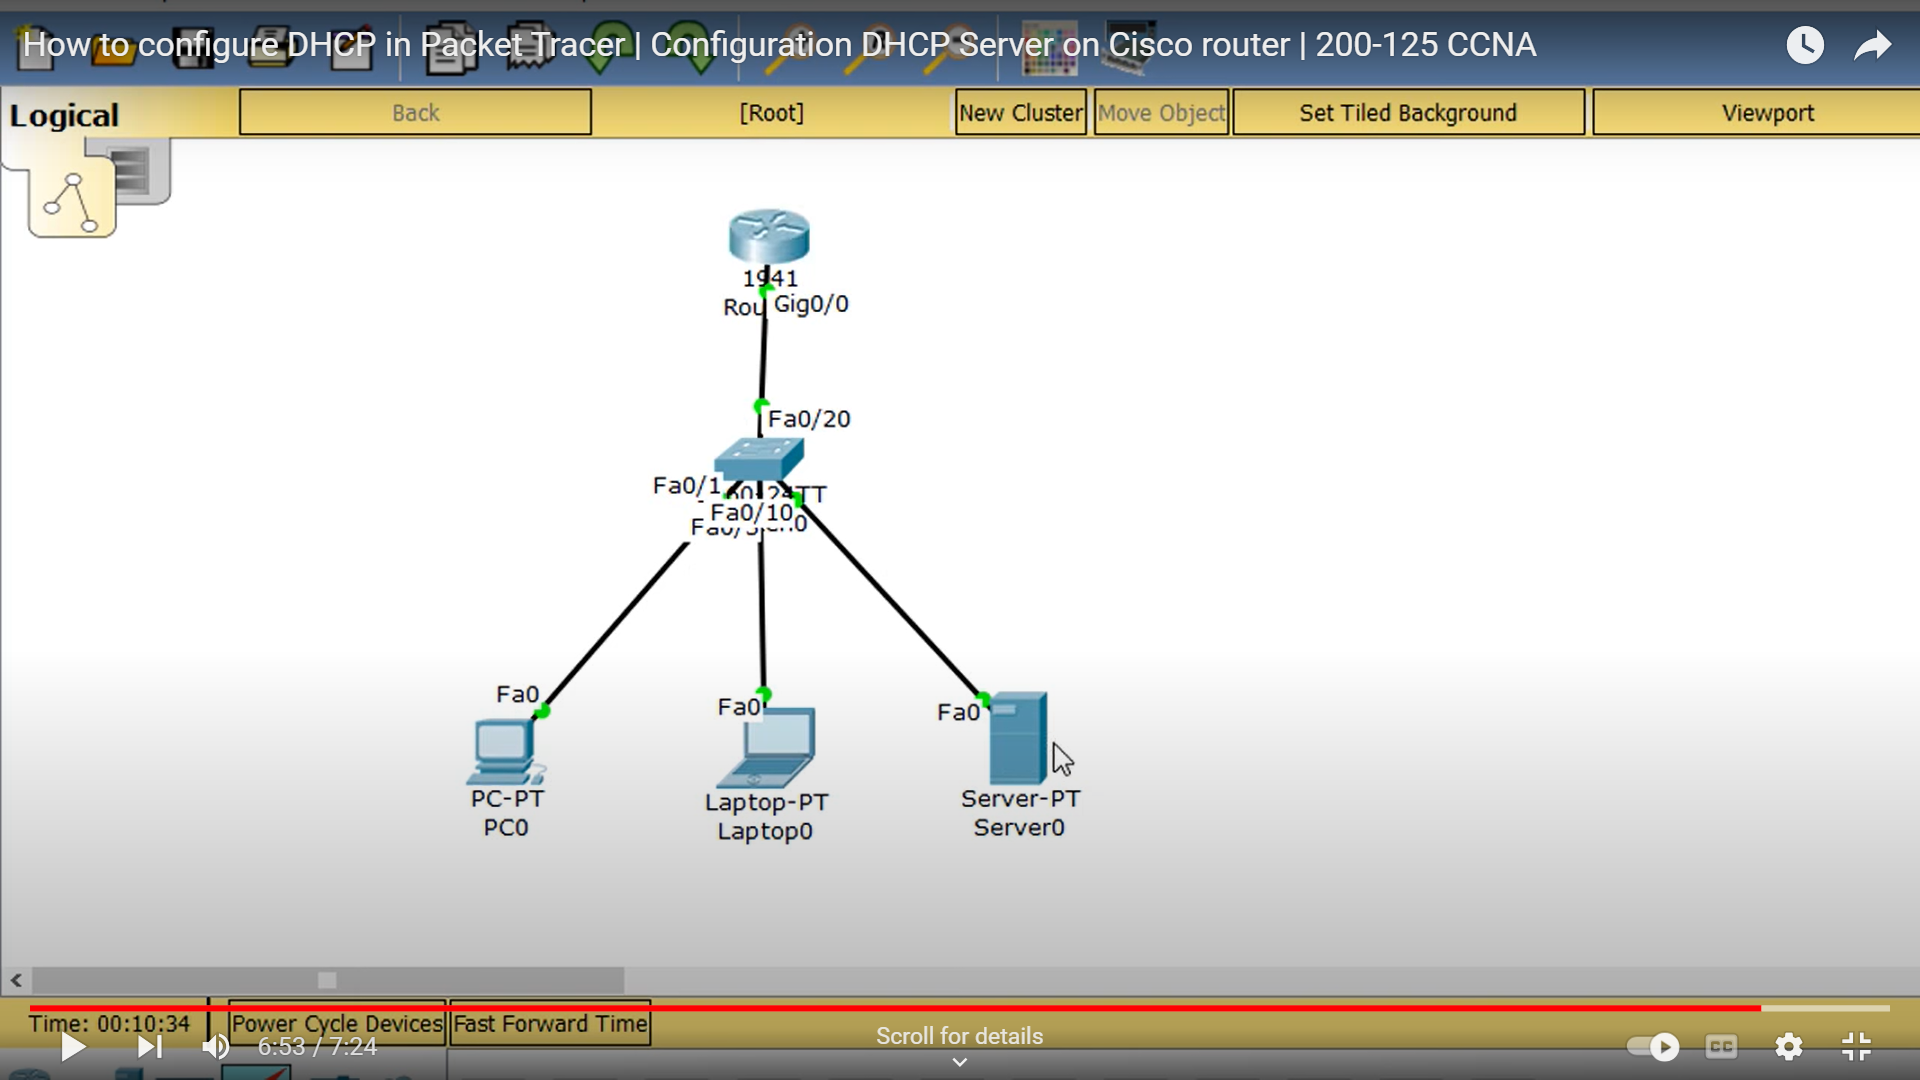 How to configure DHCP in Packet Tracer | Configuration DHCP Server on Cisco router | 200-125 CCNA
Logical
Back
[Root]
New Cluster
Move Object
Set Tiled Background
Viewport
1941
Gig0/0
Fa0/20
Fa0/1
Fa0/10
Fa0
Fa0
Fa0
PC-PT
PC0
Laptop-PT
Laptop0
Server-PT
Server0
Time: 00:10:34
Power Cycle Devices
Fast Forward Time
6:53 / 7:24
Scroll for details
CC